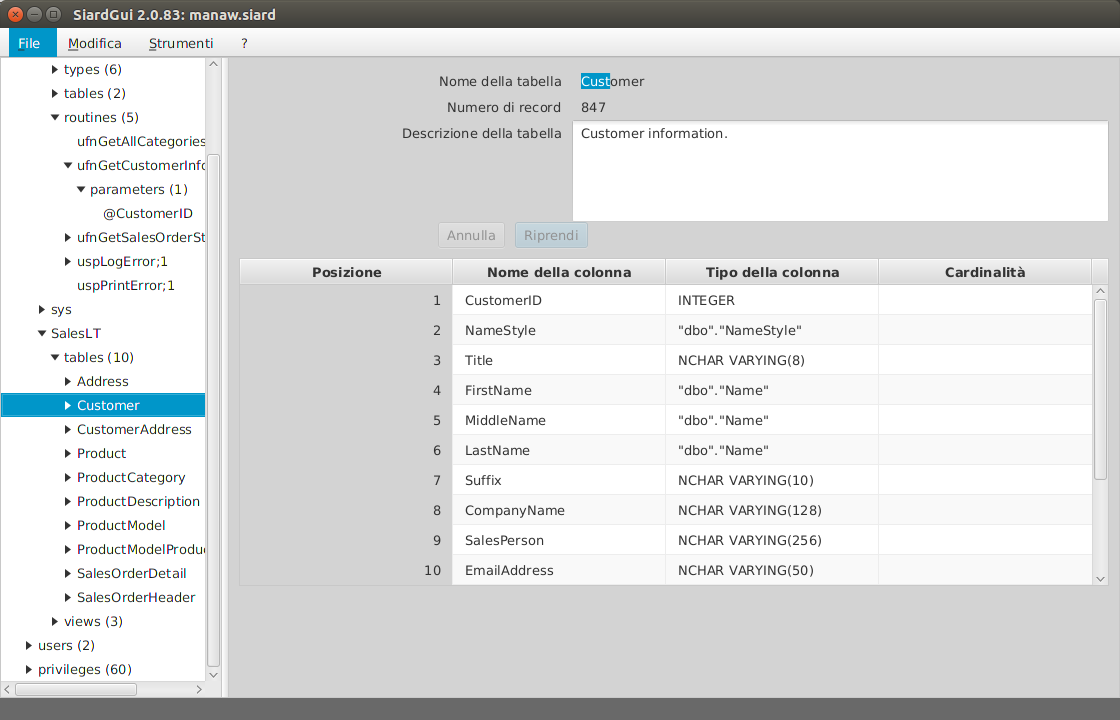 SiardGui 2.0.83: manaw.siard
File Modifica Strumenti ?
types (6)
tables (2)
routines (5)
ufnGetAllCategories
ufnGetCustomerInfo
parameters (1)
@CustomerID
ufnGetSalesOrderSt
uspLogError;1
uspPrintError;1
sys
SalesLT
tables (10)
Address
Customer
CustomerAddress
Product
ProductCategory
ProductDescription
ProductModel
ProductModelProdu
SalesOrderDetail
SalesOrderHeader
views (3)
users (2)
privileges (60)
Nome della tabella Customer
Numero di record 847
Descrizione della tabella Customer information.
Annulla Riprendi
Posizione Nome della colonna Tipo della colonna Cardinalità
1 CustomerID INTEGER
2 NameStyle "dbo"."NameStyle"
3 Title NCHAR VARYING(8)
4 FirstName "dbo"."Name"
5 MiddleName "dbo"."Name"
6 LastName "dbo"."Name"
7 Suffix NCHAR VARYING(10)
8 CompanyName NCHAR VARYING(128)
9 SalesPerson NCHAR VARYING(256)
10 EmailAddress NCHAR VARYING(50)